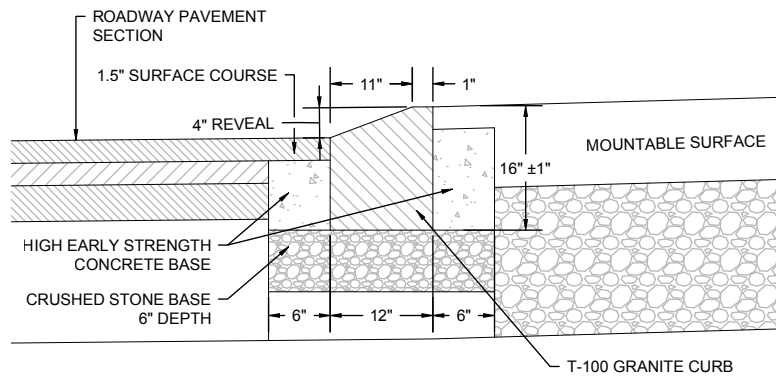 ROADWAY PAVEMENT
SECTION
1.5" SURFACE COURSE
11"
1"
4" REVEAL
MOUNTABLE SURFACE
16" ±1"
HIGH EARLY STRENGTH
CONCRETE BASE
CRUSHED STONE BASE
6" DEPTH
6"
12"
6"
T-100 GRANITE CURB